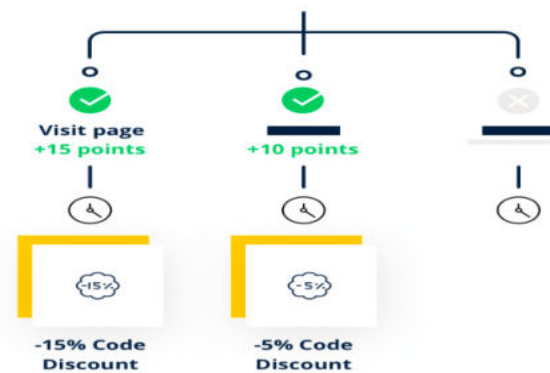 Visit page
+15 points
+10 points
-15%
-5%
-15% Code
Discount
-5% Code
Discount